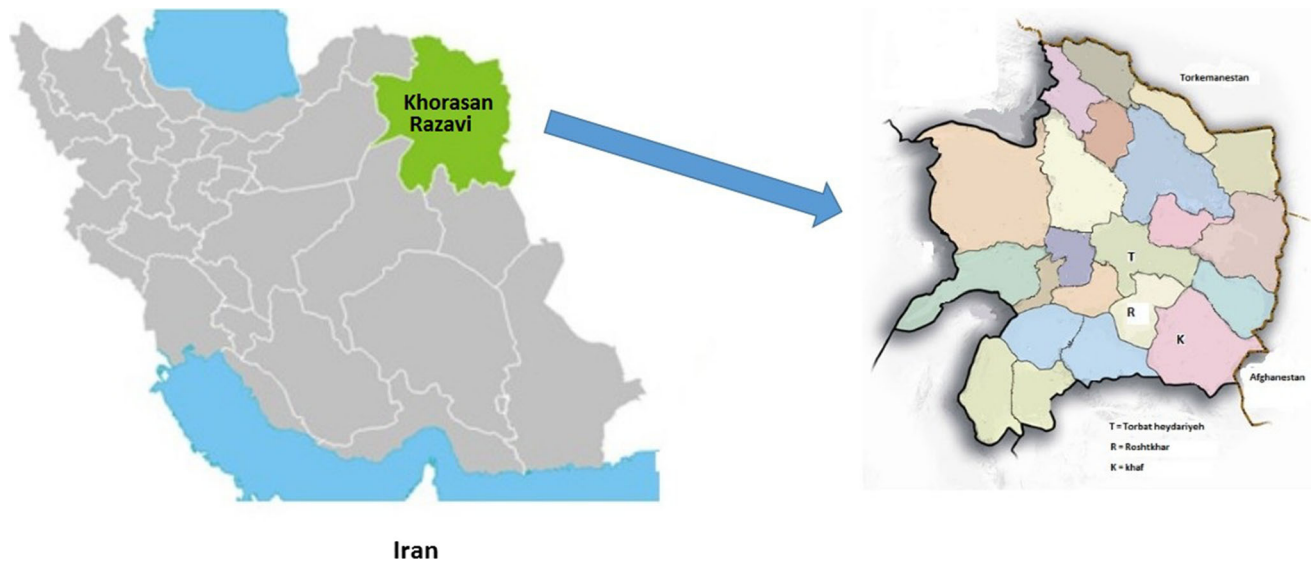 Khorasan
Razavi
Iran
Torkemanestan
T
R
K
Afghanestan
T = Torbat heydariyeh
R = Roshtkhar
K = khaf